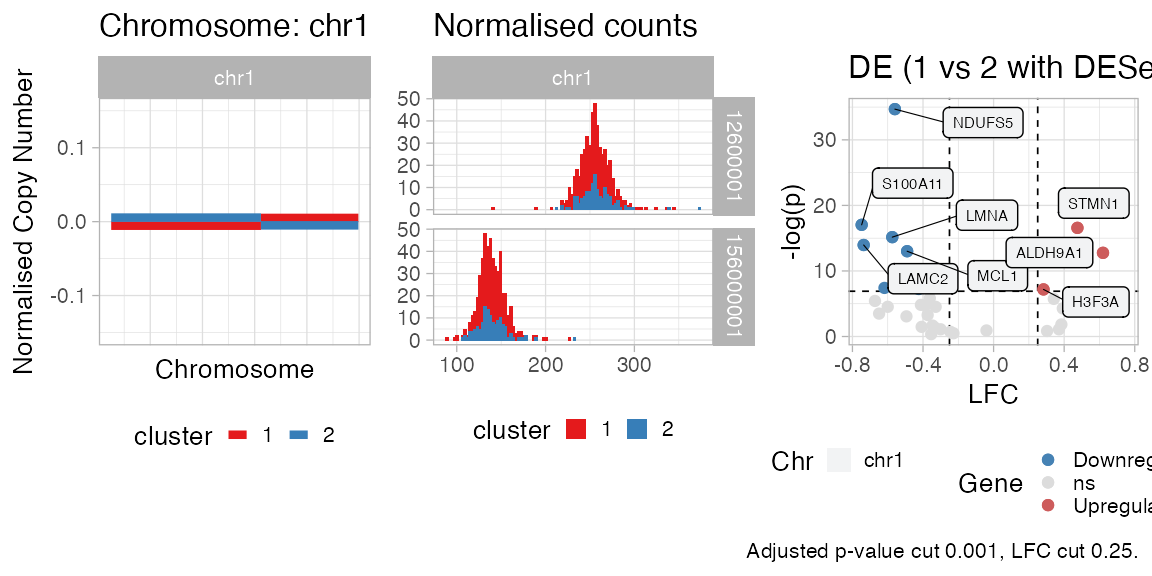 Chromosome: chr1
chr1
Normalised Copy Number
0.1
0.0
-0.1
Chromosome
cluster 1 2
Normalised counts
chr1
50
40
30
20
10
0
12600001
50
40
30
20
10
0
15600001
100 200 300
cluster 1 2
DE (1 vs 2 with DESe
-log(p)
30
20
10
0
NDUFS5
S100A11
LMNA
STMN1
ALDH9A1
LAMC2
MCL1
H3F3A
-0.8 -0.4 0.0 0.4 0.8
LFC
Chr chr1
Gene
Downreg
ns
Upregula
Adjusted p-value cut 0.001, LFC cut 0.25.